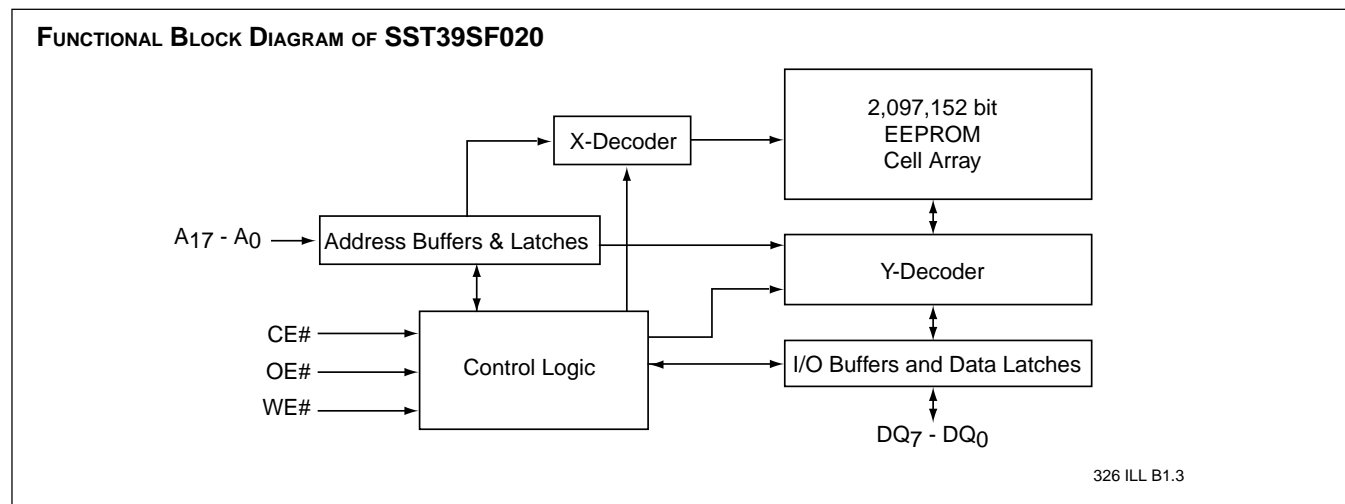 FUNCTIONAL BLOCK DIAGRAM OF SST39SF020
2,097,152 bit
EEPROM
Cell Array
X-Decoder
A17 - A0
Address Buffers & Latches
Y-Decoder
CE#
OE#
WE#
Control Logic
I/O Buffers and Data Latches
DQ7 - DQ0
326 ILL B1.3